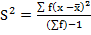 S² = ∑ f(x − x̄)² / (∑f)−1